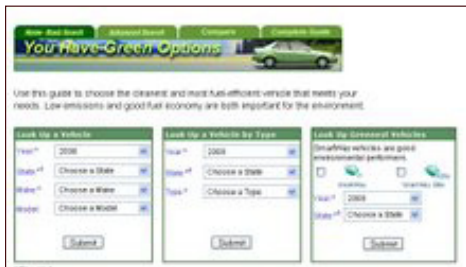 Advanced Search Compare Complete Guide
You Have Green Options
Use this guide to choose the cleanest and most fuel-efficient vehicle that meets your
needs. Low emissions and good fuel economy are both important for the environment.
Look Up a Vehicle
Year:* 2008
State:* Choose a State
Make:* Choose a Make
Model: Choose a Model
Submit
Look Up a Vehicle by Type
Year:* 2008
State:* Choose a State
Type:* Choose a Type
Submit
Look Up Greenest Vehicles
SmartWay vehicles are good
environmental performers.
SmartWay SmartWay Elite
Year:* 2008
State:* Choose a State
Submit